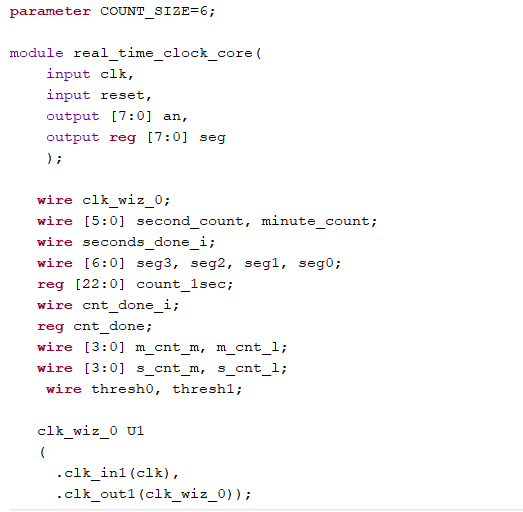 parameter COUNT_SIZE=6;
module real_time_clock_core(
input clk,
input reset,
output [7:0] an,
output reg [7:0] seg
);
wire clk_wiz_0;
wire [5:0] second_count, minute_count;
wire seconds_done_i;
wire [6:0] seg3, seg2, seg1, seg0;
reg [22:0] count_1sec;
wire cnt_done_i;
reg cnt_done;
wire [3:0] m_cnt_m, m_cnt_l;
wire [3:0] s_cnt_m, s_cnt_l;
wire thresh0, thresh1;
clk_wiz_0 U1
(
.clk_in1(clk),
.clk_out1(clk_wiz_0));